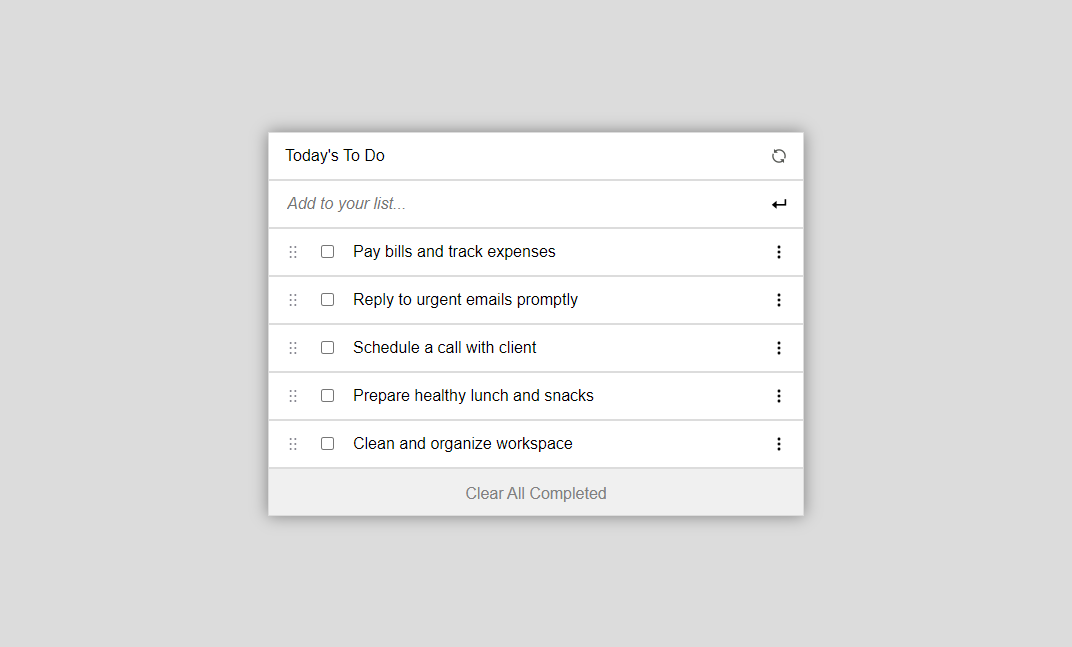 Today's To Do
Add to your list...
Pay bills and track expenses
Reply to urgent emails promptly
Schedule a call with client
Prepare healthy lunch and snacks
Clean and organize workspace
Clear All Completed